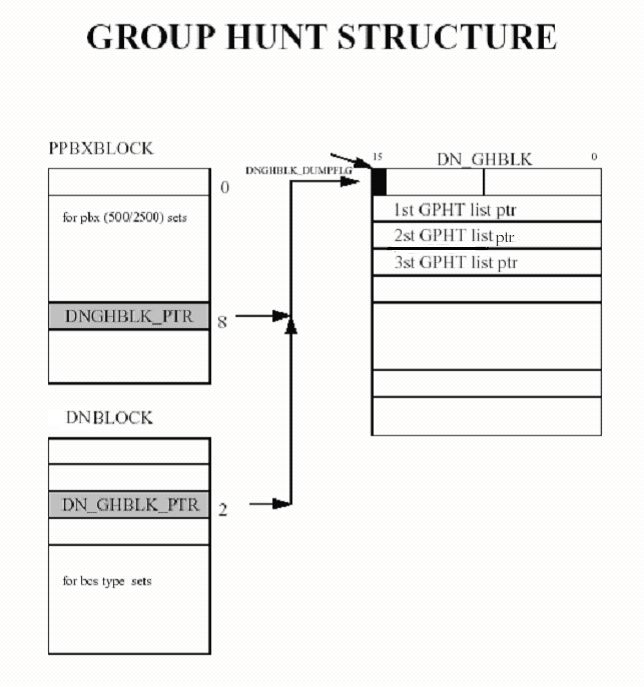 GROUP HUNT STRUCTURE
PPBXBLOCK
0
for pbx (500/2500) sets
DNGHBLK_PTR
8
DNBLOCK
DN_GHBLK_PTR
2
for bcs type sets
DNGHBLK_DUMPFLG
15
DN_GHBLK
0
1st GPHT list ptr
2st GPHT list ptr
3st GPHT list ptr